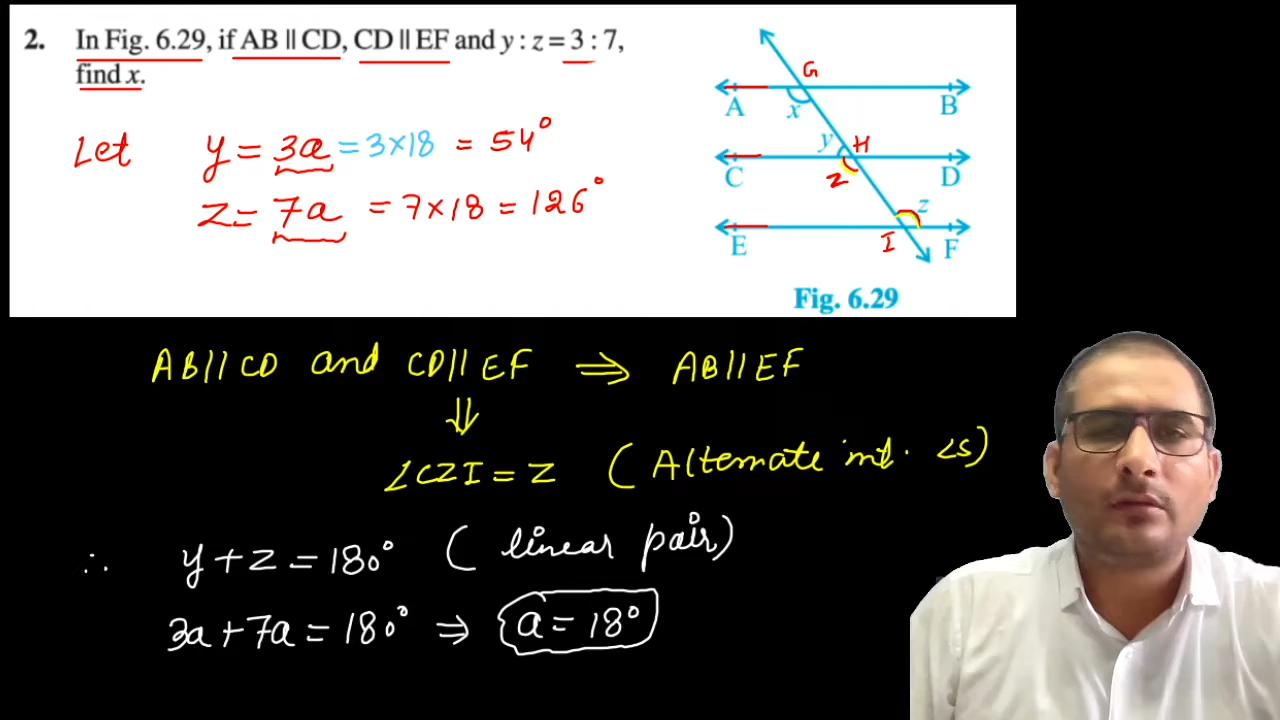 2. In Fig. 6.29, if AB || CD, CD || EF and y : z = 3 : 7,
find x.
Let y = 3a = 3×18 = 54°
z = 7a = 7×18 = 126°
G
A B
x
y H
C D
z
z
I
E F
Fig. 6.29
AB || CD and CD || EF ⇒ AB || EF
⇓
∠CZI = z (Alternate int. ∠s)
∴ y + z = 180° (linear pair)
3a + 7a = 180° ⇒ a = 18°